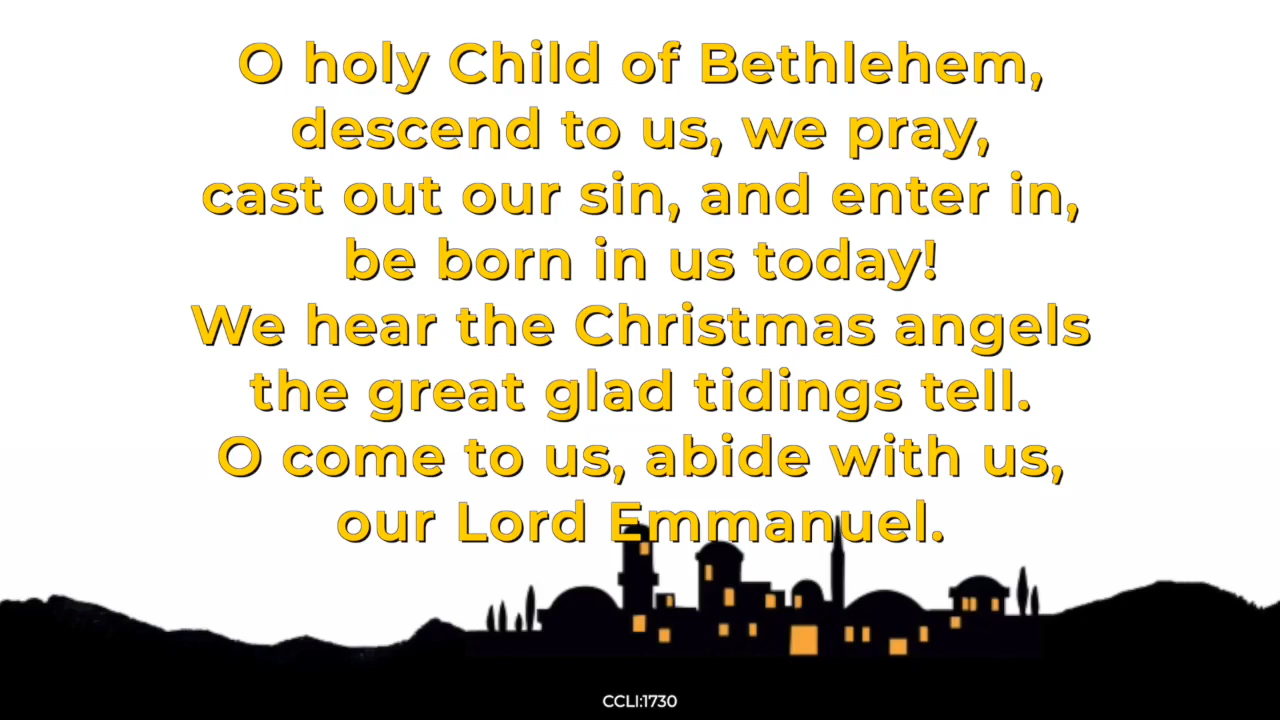 O holy Child of Bethlehem,
descend to us, we pray,
cast out our sin, and enter in,
be born in us today!
We hear the Christmas angels
the great glad tidings tell.
O come to us, abide with us,
our Lord Emmanuel.
CCLI:1730